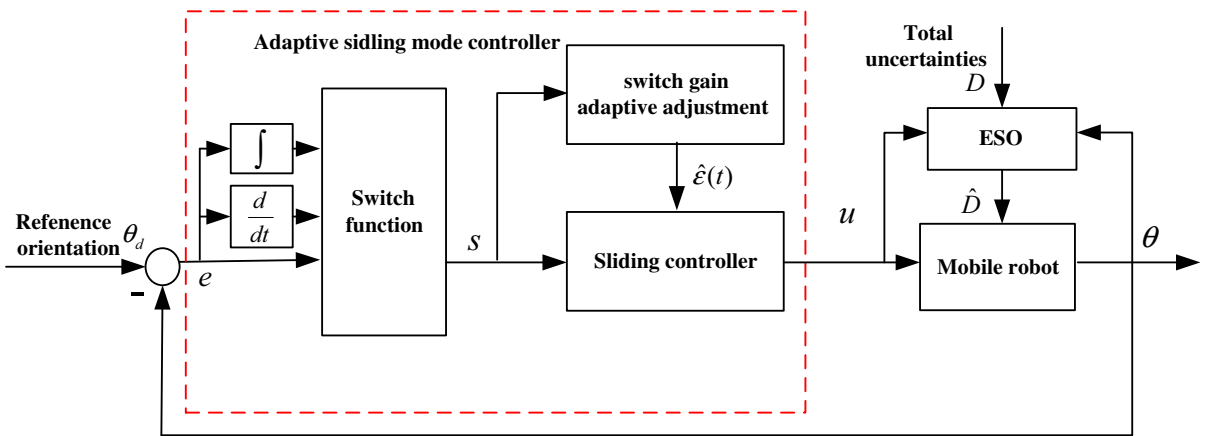 Adaptive sidling mode controller
Total
uncertainties
D
switch gain
adaptive adjustment
ESO
∫
ε̂(t)
D̂
d
dt
Switch
function
Refenence
orientation
θ_d
e
s
Sliding controller
u
Mobile robot
θ
-